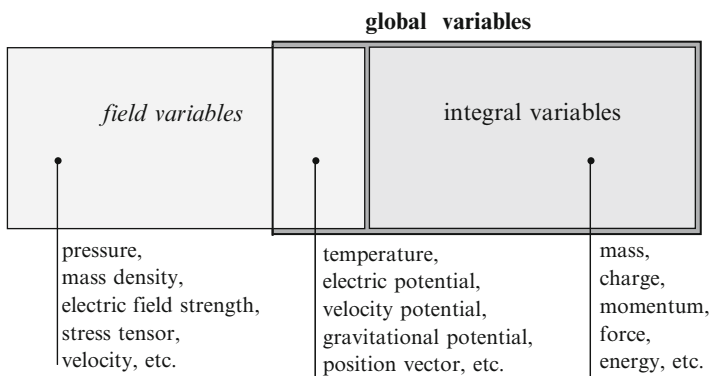 global variables
field variables
integral variables
pressure,
mass density,
electric field strength,
stress tensor,
velocity, etc.
temperature,
electric potential,
velocity potential,
gravitational potential,
position vector, etc.
mass,
charge,
momentum,
force,
energy, etc.